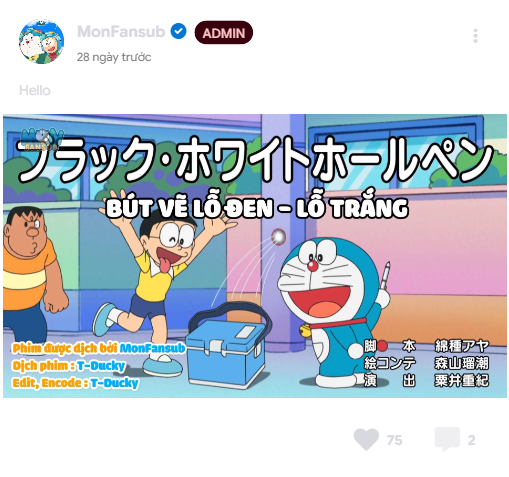 MonFansub ADMIN
28 ngày trước
Hello
FANSUB
ブラック・ホワイトホールペン
BÚT VẼ LỖ ĐEN - LỖ TRẮNG
Phim được dịch bởi MonFansub
Dịch phim : T-Ducky
Edit, Encode : T-Ducky
脚本 綿種アヤ
絵コンテ 森山瑠潮
演出 粟井重紀
75
2